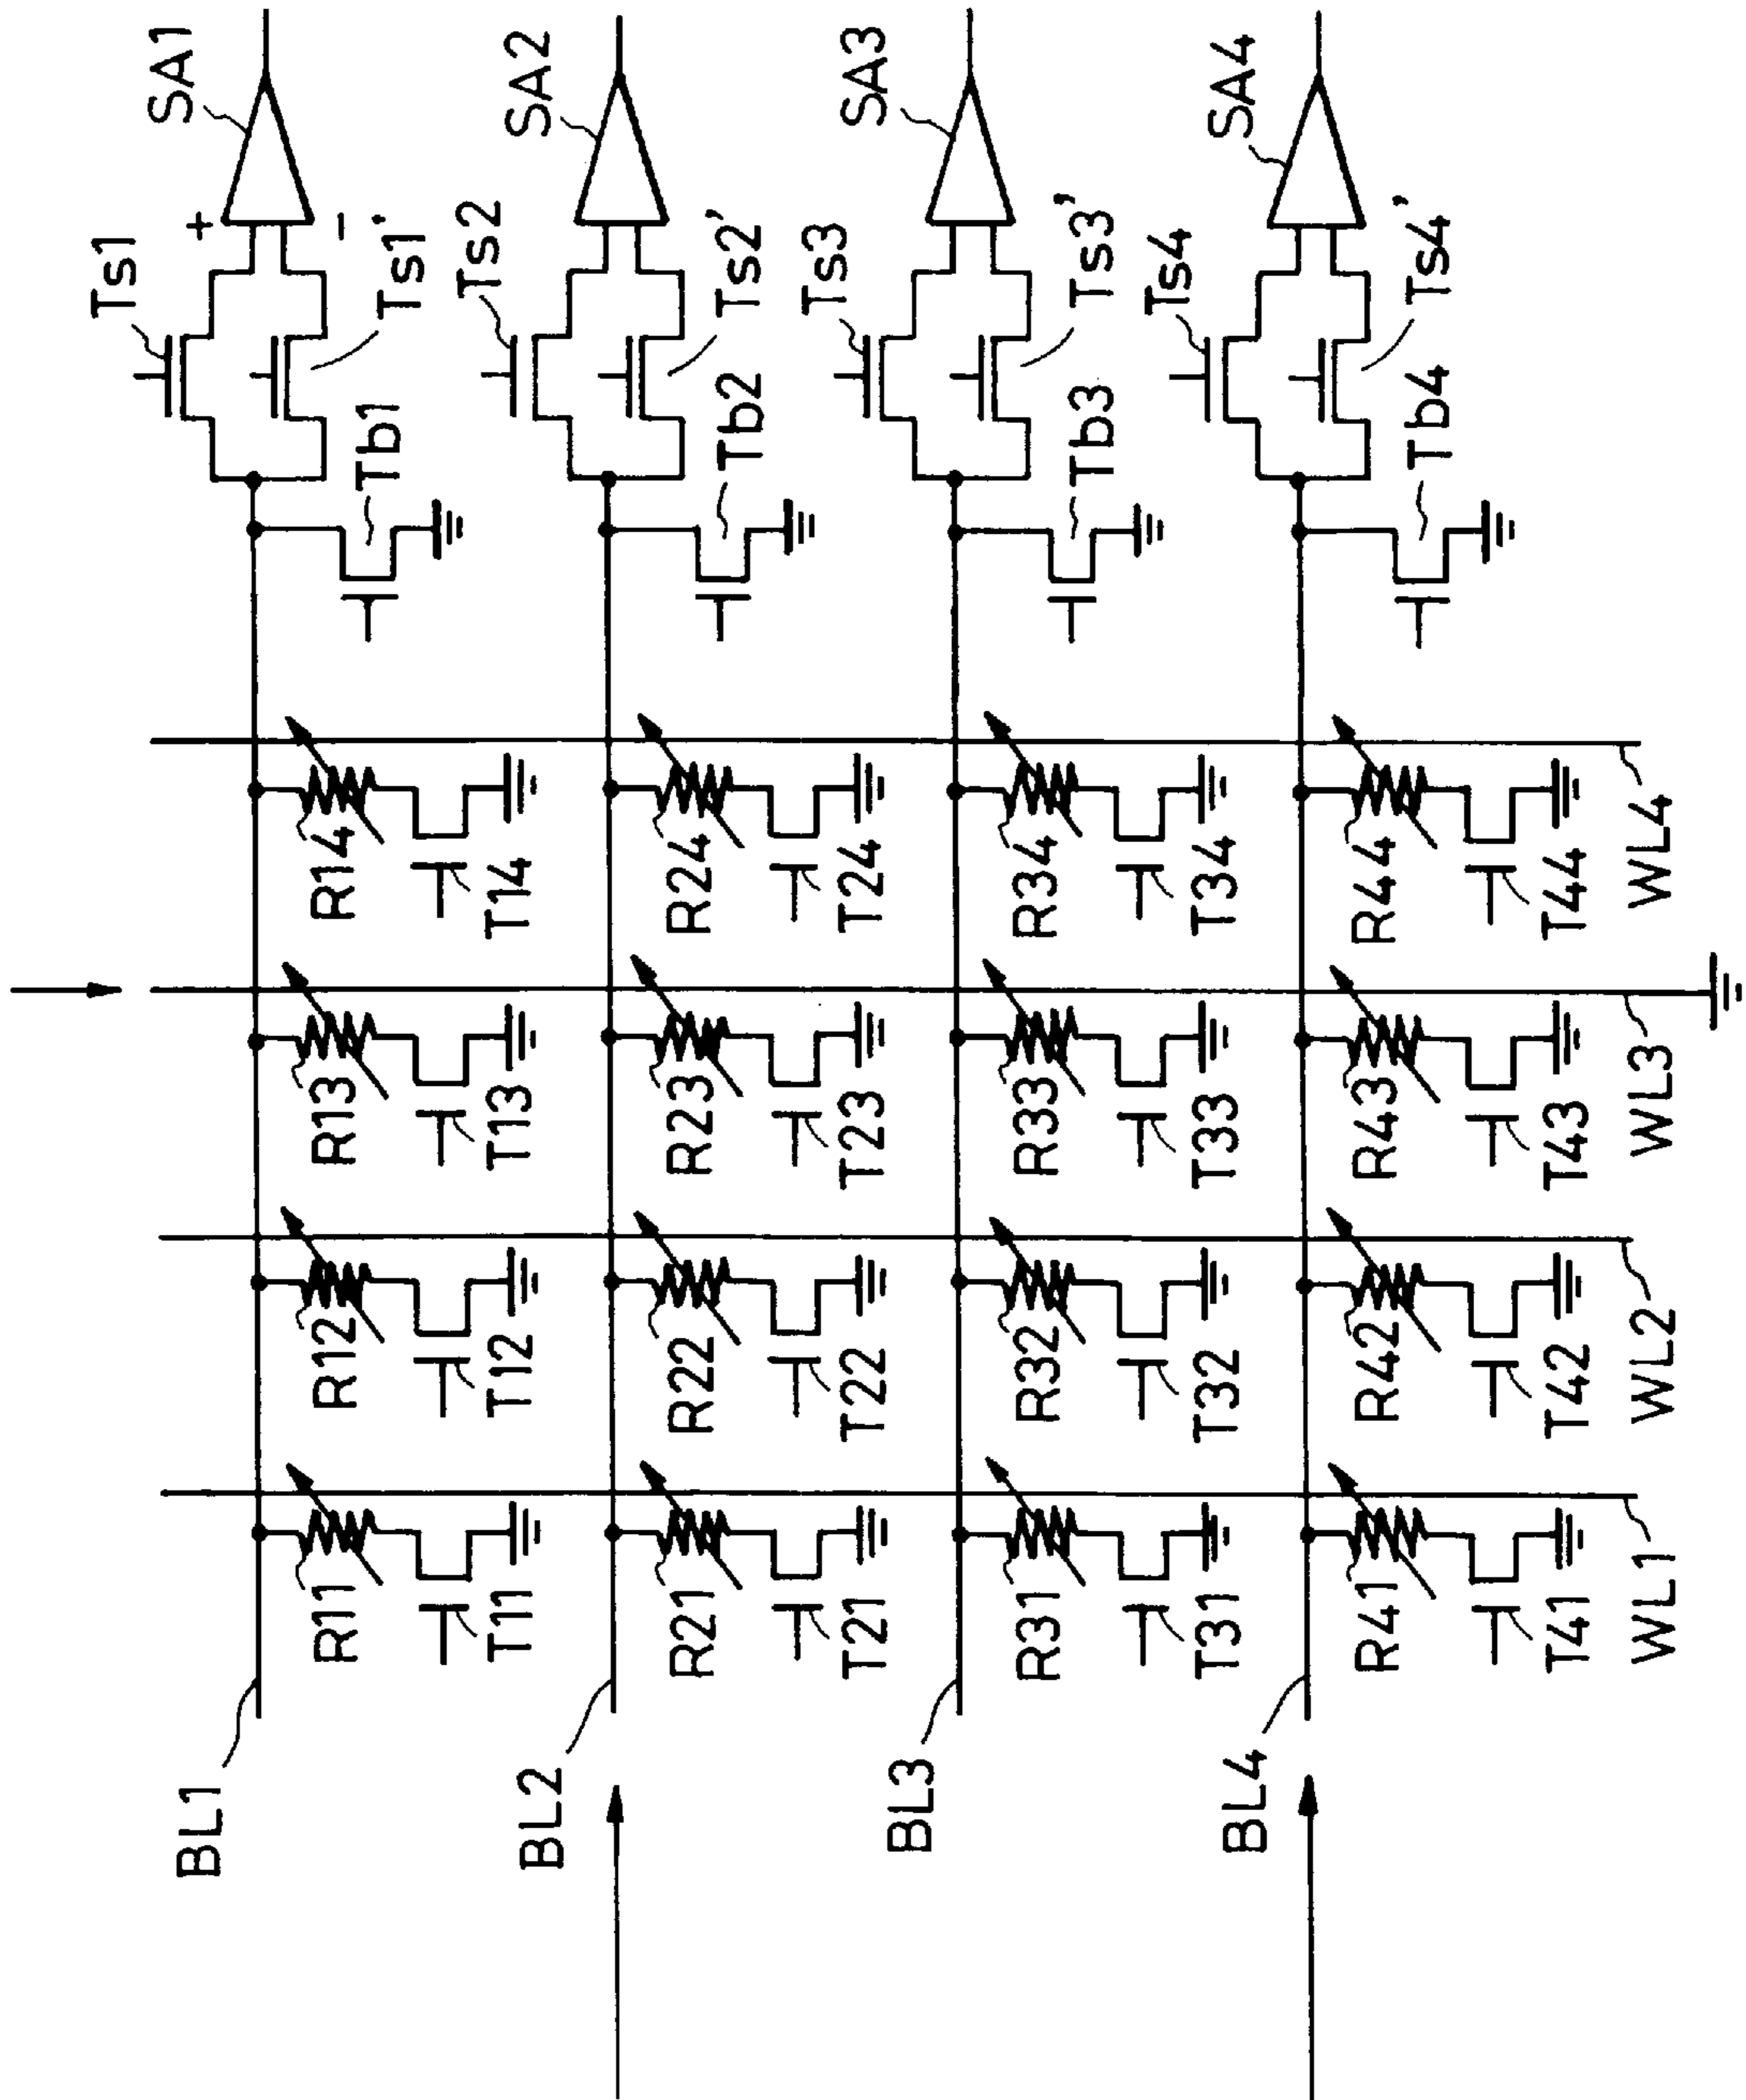 SA1
SA2
SA3
SA4
+
−
Ts1
Ts1'
Ts2
Ts2'
Ts3
Ts3'
Ts4
Ts4'
Tb1
Tb2
Tb3
Tb4
R14
T14
R24
T24
R34
T34
R44
T44
WL4
R13
T13
R23
T23
R33
T33
R43
T43
WL3
R12
T12
R22
T22
R32
T32
R42
T42
WL2
R11
T11
R21
T21
R31
T31
R41
T41
WL1
BL1
BL2
BL3
BL4